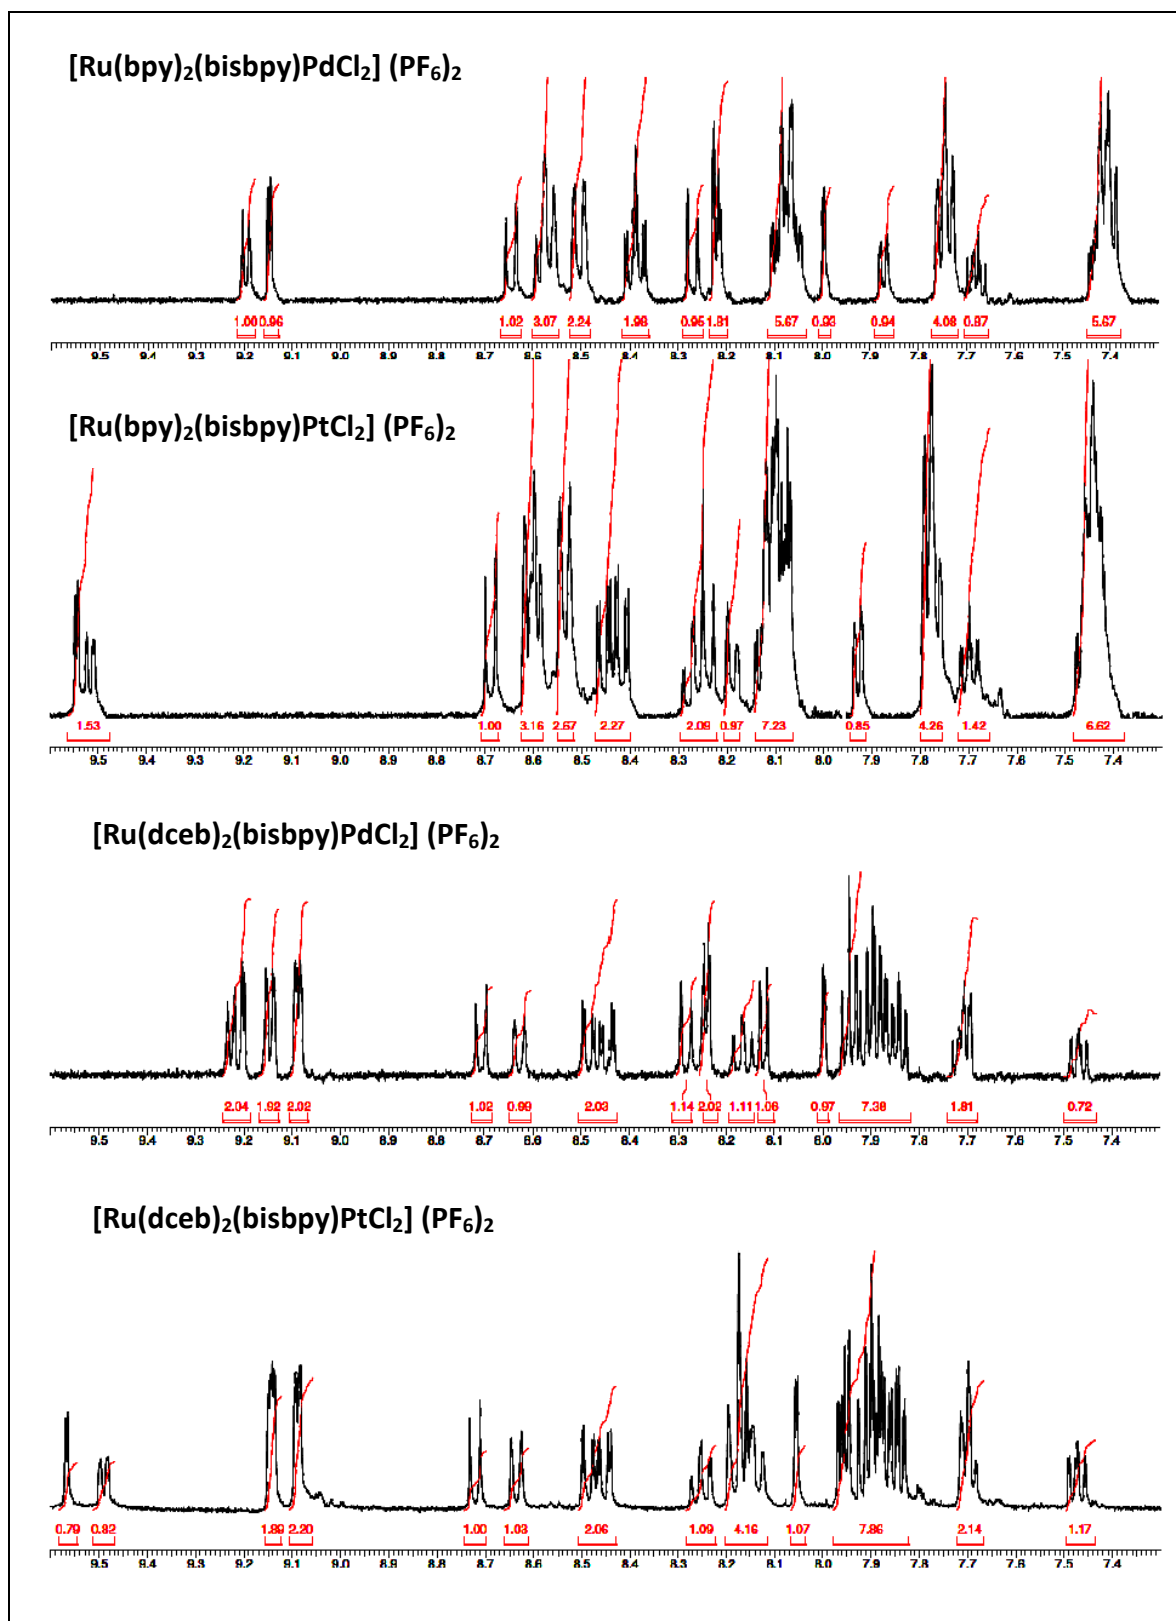 [Ru(bpy)₂(bisbpy)PdCl₂] (PF₆)₂
1.00 0.96 1.02 3.07 2.24 1.98 0.95 1.81 5.67 0.93 0.94 4.08 0.87 5.67
9.5 9.4 9.3 9.2 9.1 9.0 8.9 8.8 8.7 8.6 8.5 8.4 8.3 8.2 8.1 8.0 7.9 7.8 7.7 7.6 7.5 7.4
[Ru(bpy)₂(bisbpy)PtCl₂] (PF₆)₂
1.53 1.00 3.16 2.67 2.27 2.09 0.97 7.23 0.85 4.26 1.42 6.62
9.5 9.4 9.3 9.2 9.1 9.0 8.9 8.8 8.7 8.6 8.5 8.4 8.3 8.2 8.1 8.0 7.9 7.8 7.7 7.6 7.5 7.4
[Ru(dceb)₂(bisbpy)PdCl₂] (PF₆)₂
2.04 1.92 2.02 1.02 0.99 2.03 1.14 2.02 1.11 1.06 0.97 7.38 1.81 0.72
9.5 9.4 9.3 9.2 9.1 9.0 8.9 8.8 8.7 8.6 8.5 8.4 8.3 8.2 8.1 8.0 7.9 7.8 7.7 7.6 7.5 7.4
[Ru(dceb)₂(bisbpy)PtCl₂] (PF₆)₂
0.79 0.82 1.89 2.20 1.00 1.03 2.06 1.09 4.16 1.07 7.86 2.14 1.17
9.5 9.4 9.3 9.2 9.1 9.0 8.9 8.8 8.7 8.6 8.5 8.4 8.3 8.2 8.1 8.0 7.9 7.8 7.7 7.6 7.5 7.4